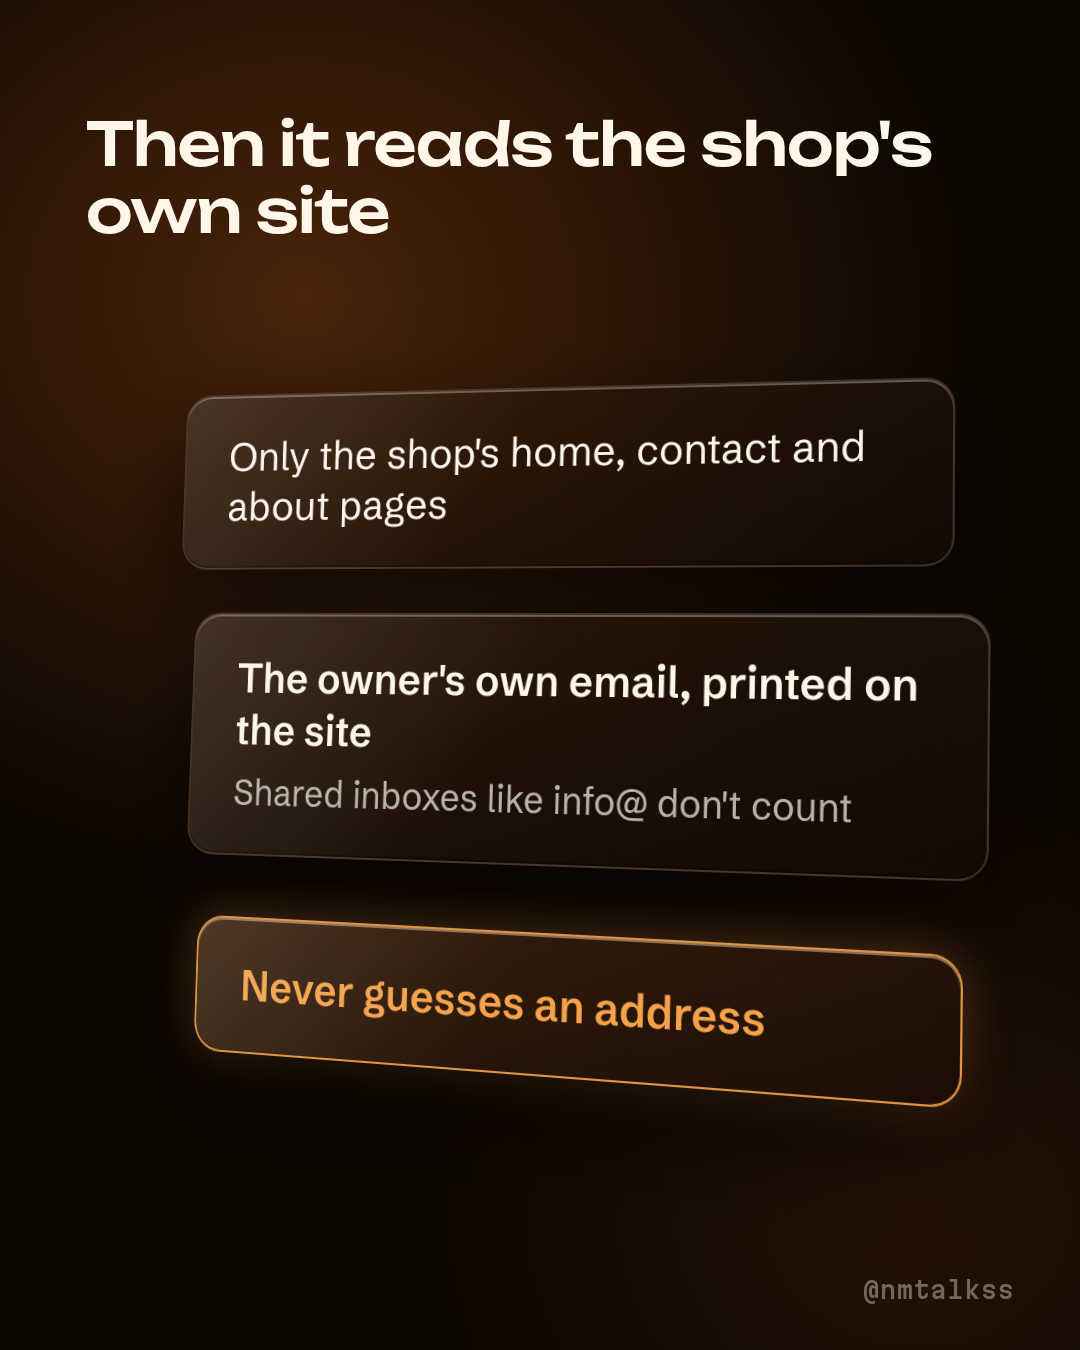 Then it reads the shop's
own site
Only the shop's home, contact and
about pages
The owner's own email, printed on
the site
Shared inboxes like info@ don't count
Never guesses an address
@nmtalkss